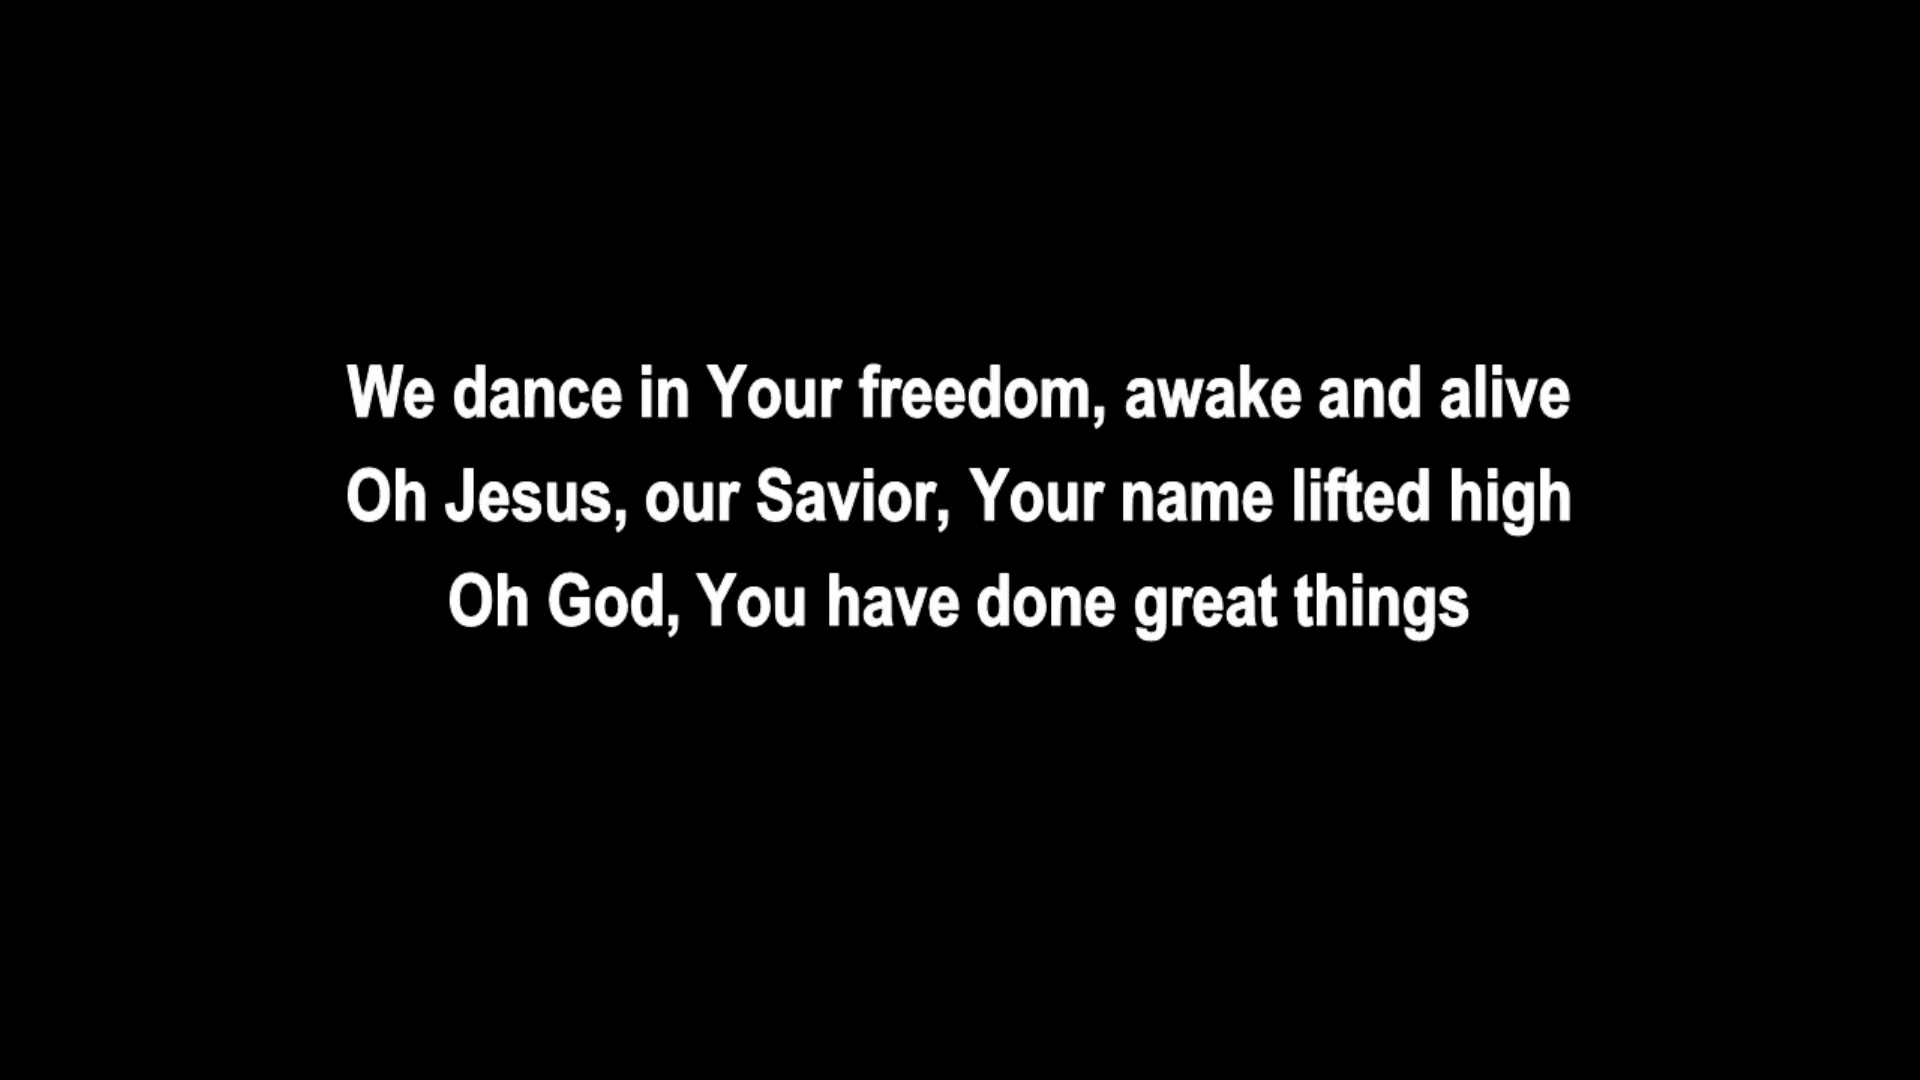 We dance in Your freedom, awake and alive
Oh Jesus, our Savior, Your name lifted high
Oh God, You have done great things